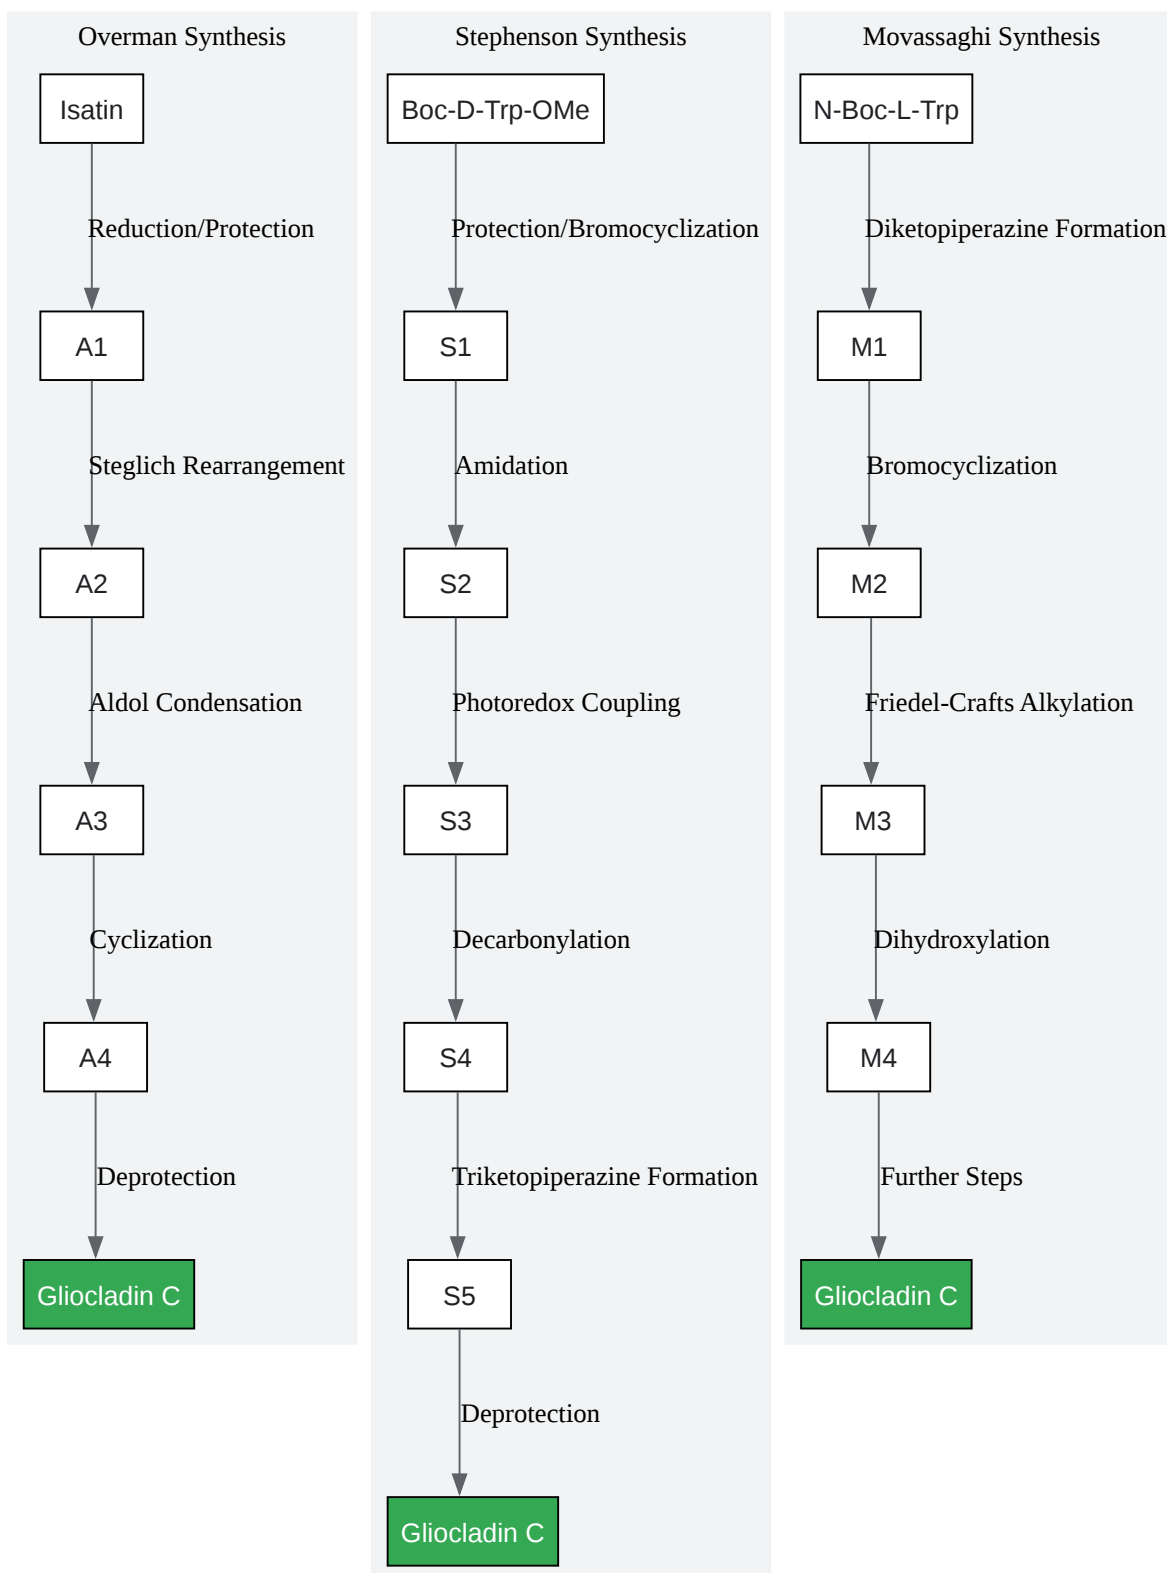 Overman Synthesis
Isatin
Reduction/Protection
A1
Steglich Rearrangement
A2
Aldol Condensation
A3
Cyclization
A4
Deprotection
Gliocladin C
Stephenson Synthesis
Boc-D-Trp-OMe
Protection/Bromocyclization
S1
Amidation
S2
Photoredox Coupling
S3
Decarbonylation
S4
Triketopiperazine Formation
S5
Deprotection
Gliocladin C
Movassaghi Synthesis
N-Boc-L-Trp
Diketopiperazine Formation
M1
Bromocyclization
M2
Friedel-Crafts Alkylation
M3
Dihydroxylation
M4
Further Steps
Gliocladin C